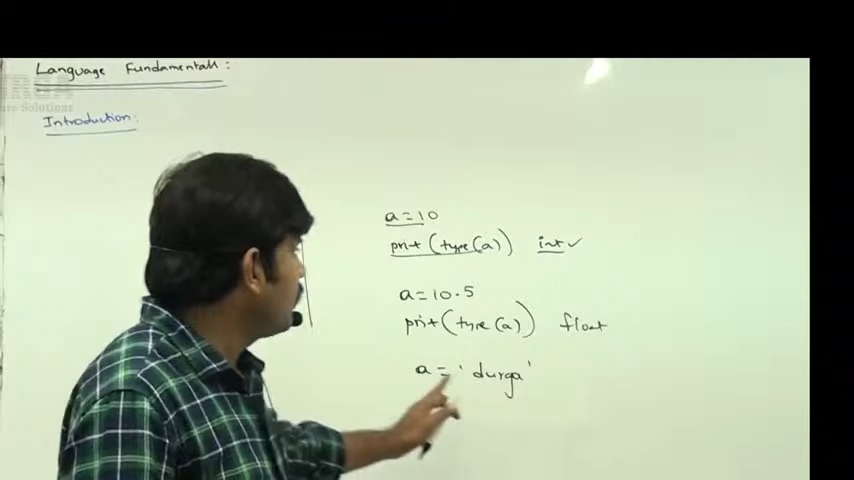 Language Fundamentals:
Introduction:
a=10
print(type(a)) int✓
a=10.5
print(type(a)) float
a='durga'